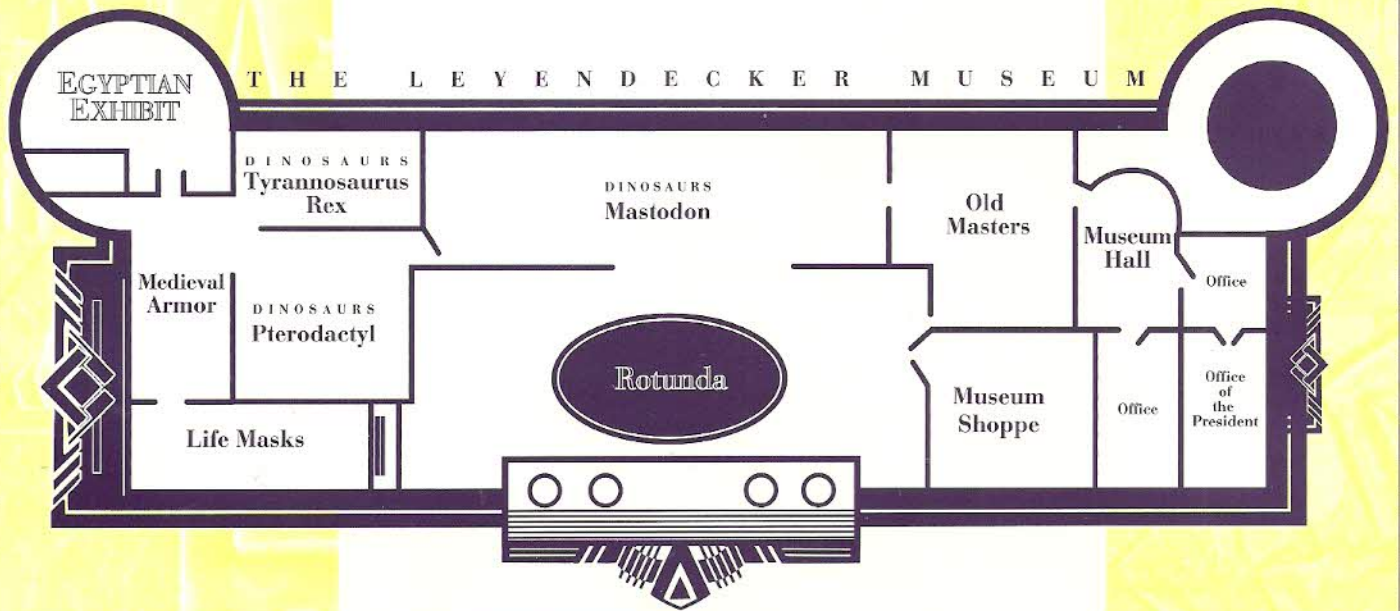 THE LEYENDECKER MUSEUM
EGYPTIAN
EXHIBIT
DINOSAURS
Tyrannosaurus
Rex
DINOSAURS
Mastodon
Old
Masters
Museum
Hall
Office
Medieval
Armor
DINOSAURS
Pterodactyl
Rotunda
Museum
Shoppe
Office
Office
of
the
President
Life Masks